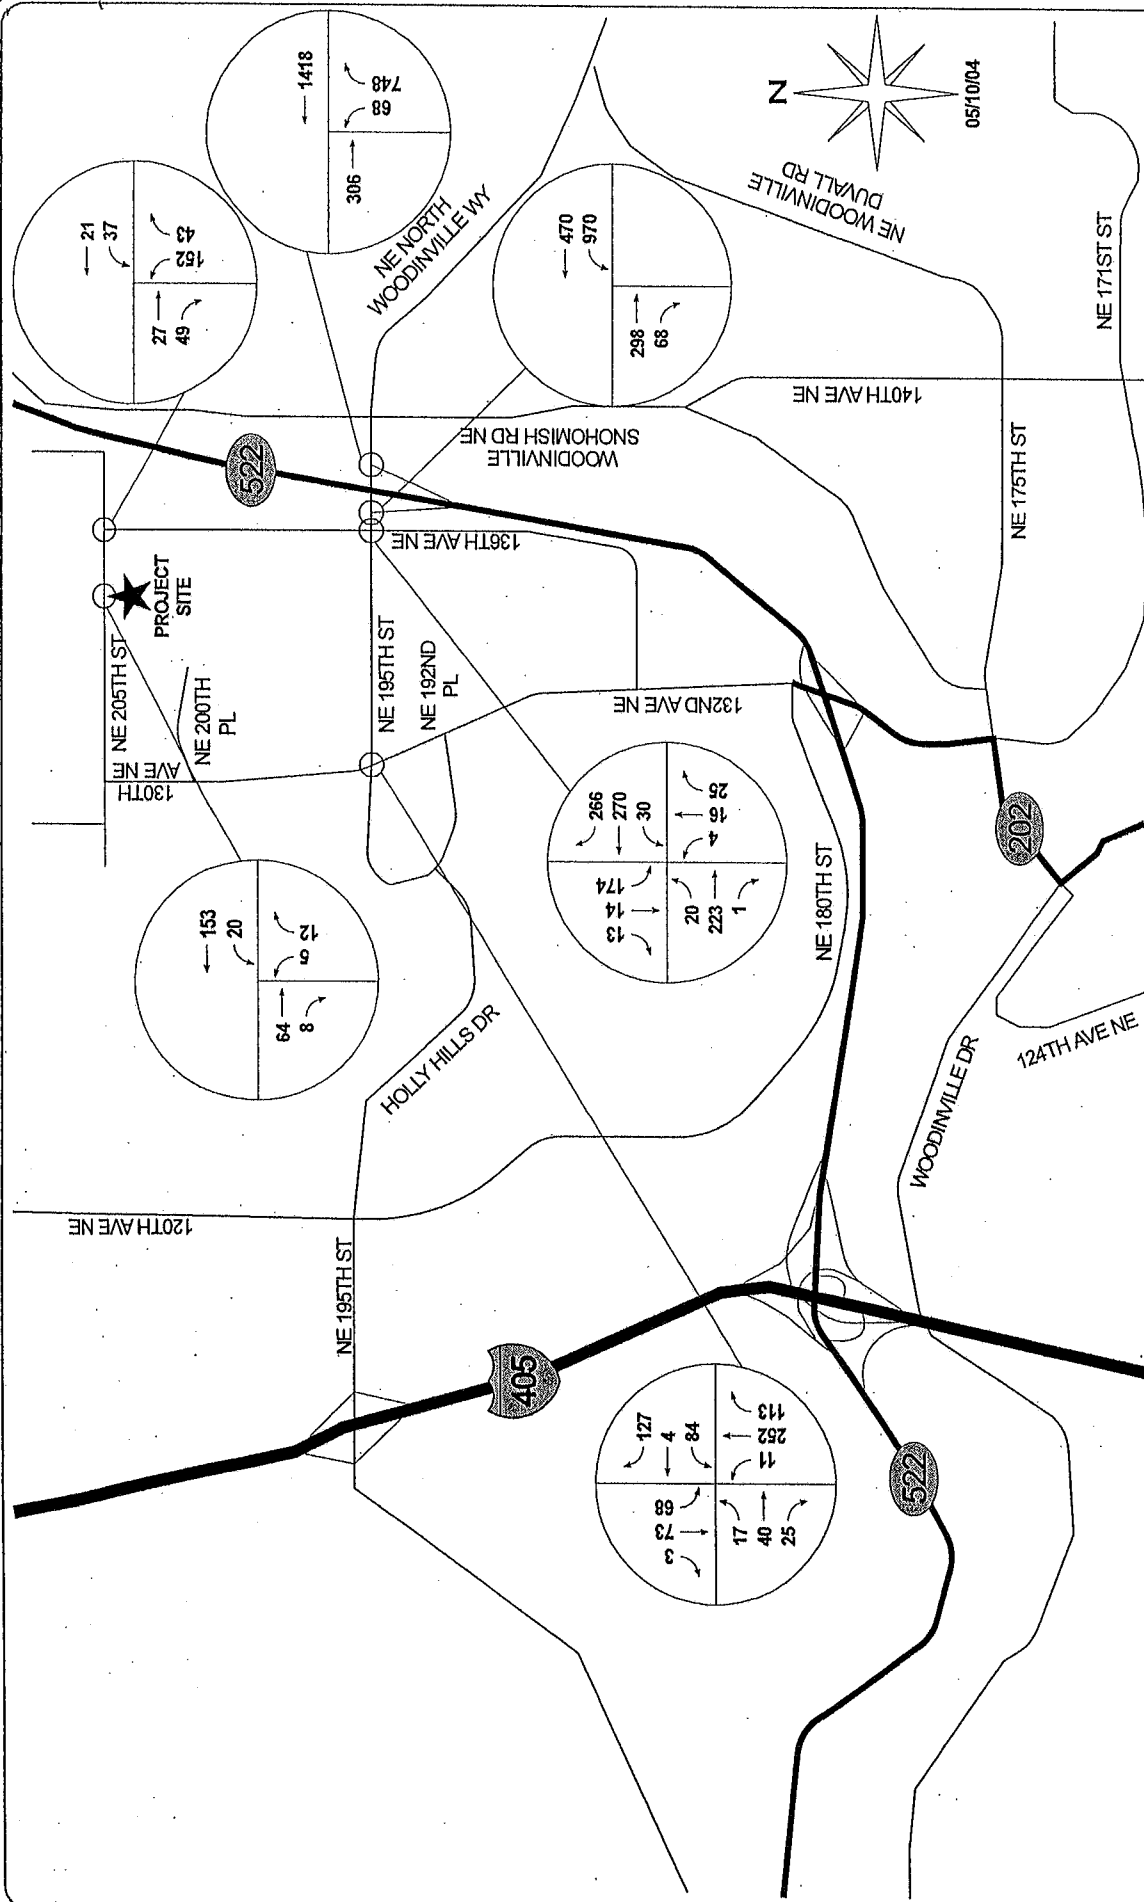 ← 1418
748
68
306 →
← 21
37
43
152
27 →
49
NE NORTH
WOODINVILLE WY
← 470
970
298 →
68
N
05/10/04
NE WOODINVILLE
DUVALL RD
NE 171ST ST
140TH AVE NE
WOODINVILLE
SNOHOMISH RD NE
522
136TH AVE NE
NE 175TH ST
PROJECT
SITE
NE 205TH ST
NE 200TH
PL
130TH
AVE NE
NE 195TH ST
NE 192ND
PL
132ND AVE NE
202
← 153
20
12
5
64 →
8
266
← 270
30
25
16
4
174
14
13
20
223 →
1
NE 180TH ST
HOLLY HILLS DR
WOODINVILLE DR
124TH AVE NE
120TH AVE NE
NE 195TH ST
405
522
127
← 4
84
113
252
11
68
73
3
17
40 →
25